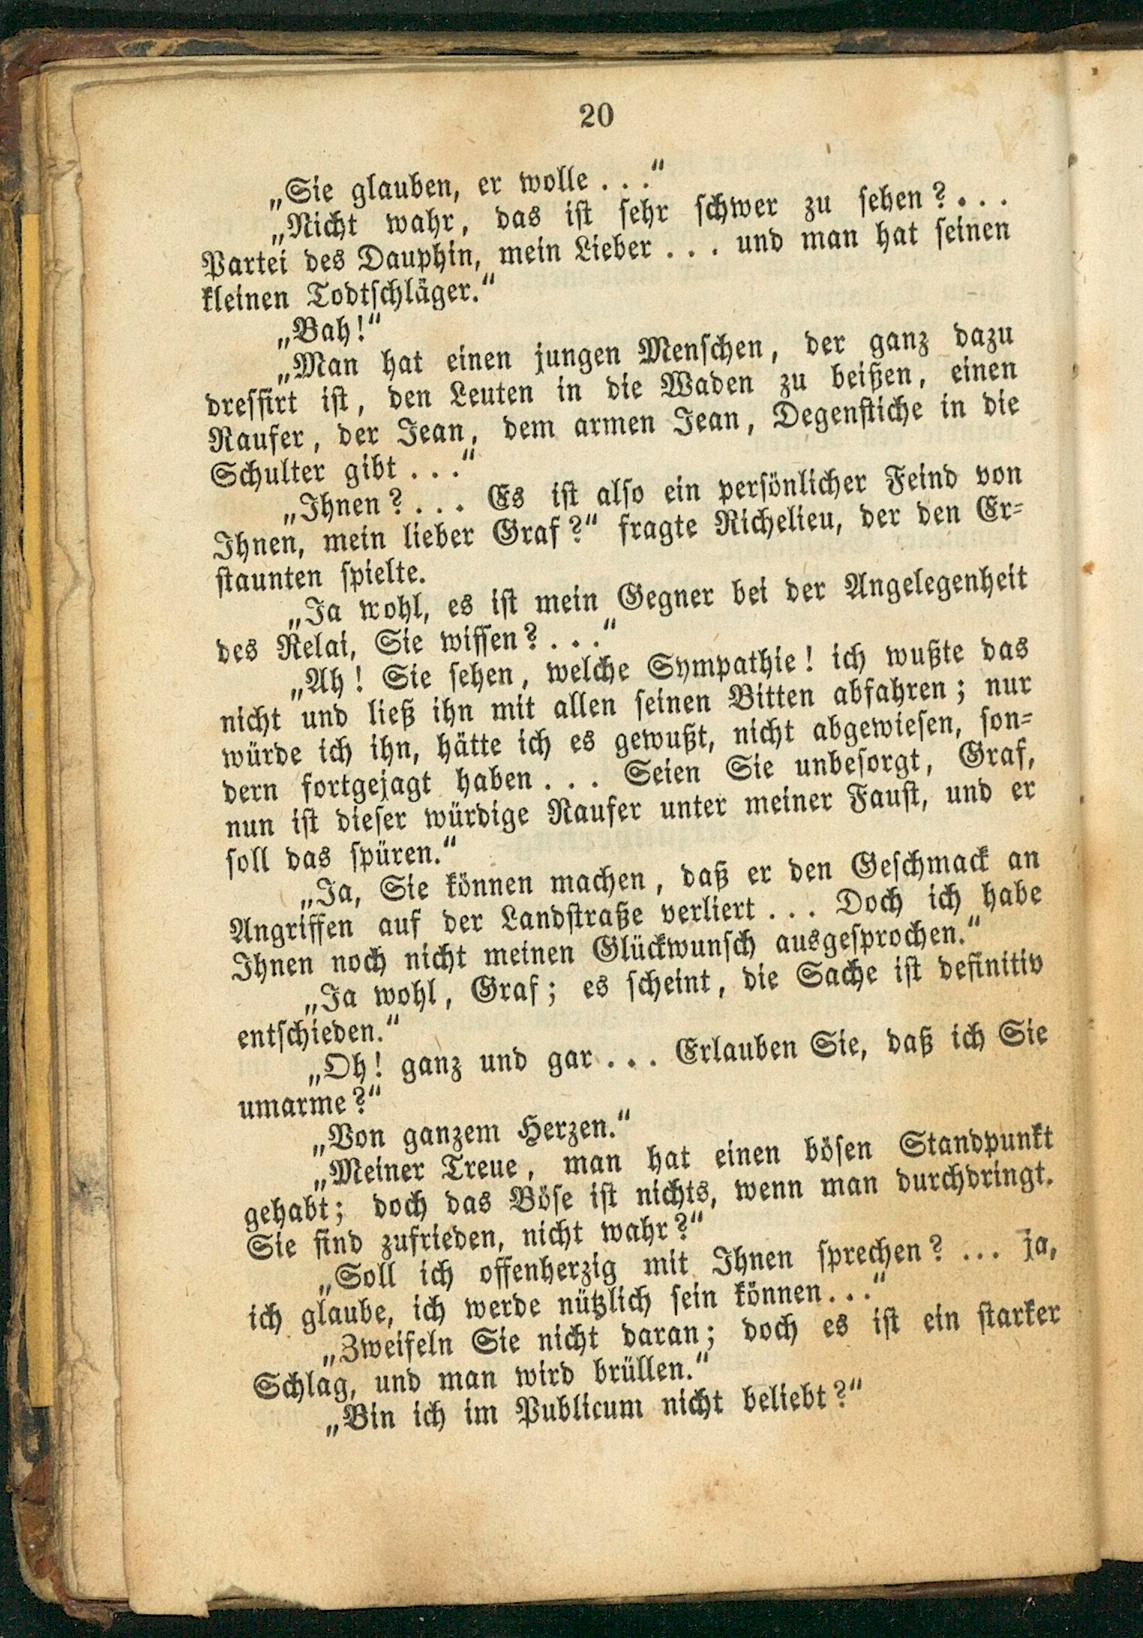 20
„Sie glauben, er wolle . . .“
„Nicht wahr, das ist sehr schwer zu sehen? . . .
Partei des Dauphin, mein Lieber . . . und man hat seinen
kleinen Todtschläger.“
„Bah!“
„Man hat einen jungen Menschen, der ganz dazu
dressirt ist, den Leuten in die Waden zu beißen, einen
Raufer, der Jean, dem armen Jean, Degenstiche in die
Schulter gibt . . .“
„Ihnen? . . . Es ist also ein persönlicher Feind von
Ihnen, mein lieber Graf?“ fragte Richelieu, der den Er-
staunten spielte.
„Ja wohl, es ist mein Gegner bei der Angelegenheit
des Relai, Sie wissen? . . .“
„Ah! Sie sehen, welche Sympathie! ich wußte das
nicht und ließ ihn mit allen seinen Bitten abfahren; nur
würde ich ihn, hätte ich es gewußt, nicht abgewiesen, son-
dern fortgejagt haben . . . Seien Sie unbesorgt, Graf,
nun ist dieser würdige Raufer unter meiner Faust, und er
soll das spüren.“
„Ja, Sie können machen, daß er den Geschmack an
Angriffen auf der Landstraße verliert . . . Doch ich habe
Ihnen noch nicht meinen Glückwunsch ausgesprochen.“
„Ja wohl, Graf; es scheint, die Sache ist definitiv
entschieden.“
„Oh! ganz und gar . . . Erlauben Sie, daß ich Sie
umarme?“
„Von ganzem Herzen.“
„Meiner Treue, man hat einen bösen Standpunkt
gehabt; doch das Böse ist nichts, wenn man durchdringt.
Sie sind zufrieden, nicht wahr?“
„Soll ich offenherzig mit Ihnen sprechen? . . . ja,
ich glaube, ich werde nützlich sein können . . .“
„Zweifeln Sie nicht daran; doch es ist ein starker
Schlag, und man wird brüllen.“
„Bin ich im Publicum nicht beliebt?“